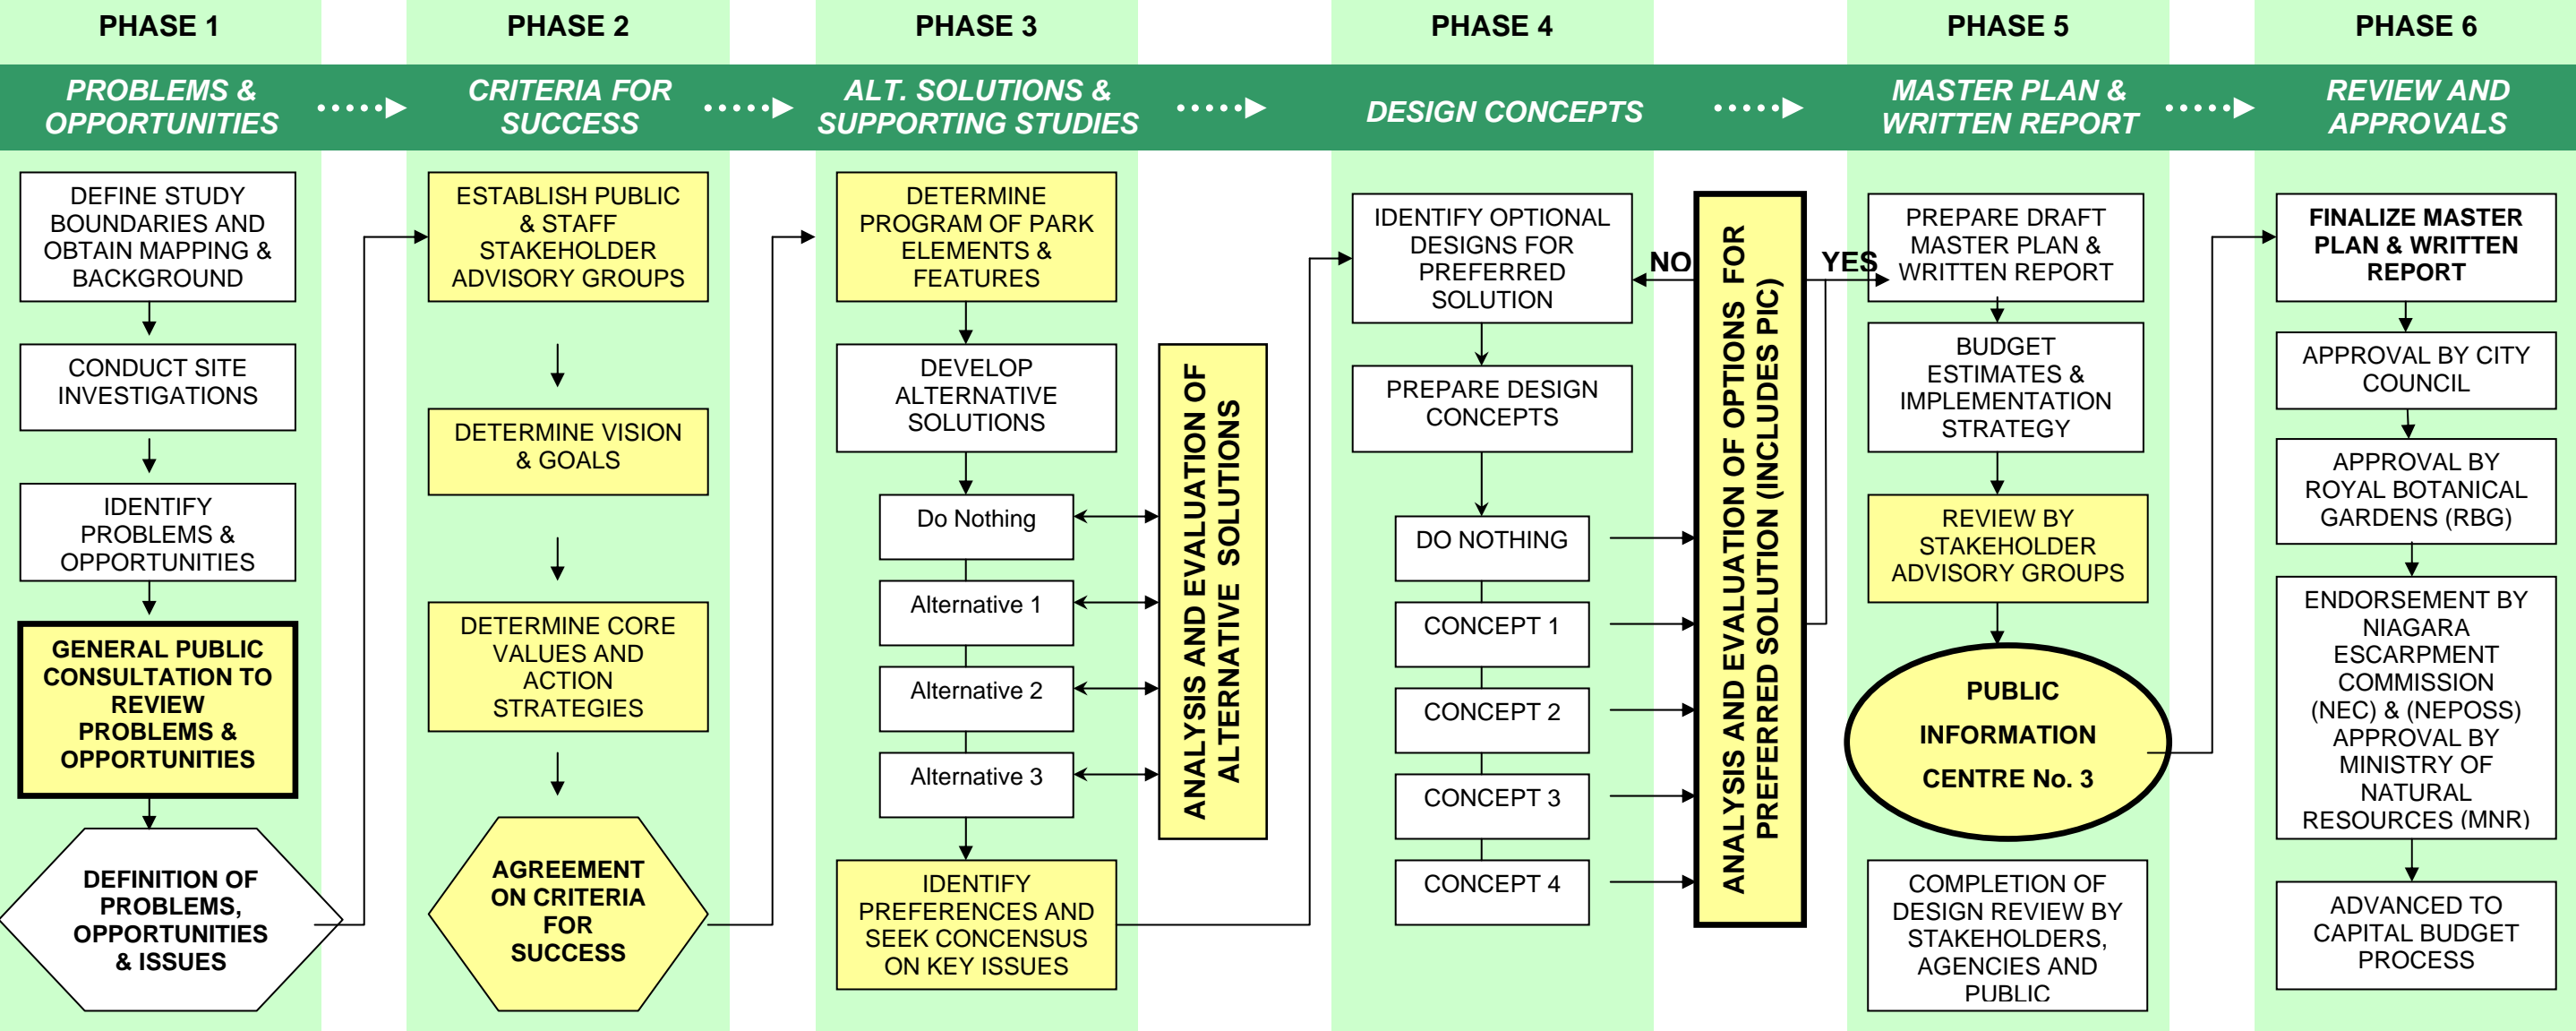 PHASE 1
PROBLEMS &
OPPORTUNITIES
DEFINE STUDY
BOUNDARIES AND
OBTAIN MAPPING &
BACKGROUND
CONDUCT SITE
INVESTIGATIONS
IDENTIFY
PROBLEMS &
OPPORTUNITIES
GENERAL PUBLIC
CONSULTATION TO
REVIEW
PROBLEMS &
OPPORTUNITIES
DEFINITION OF
PROBLEMS,
OPPORTUNITIES
& ISSUES
PHASE 2
CRITERIA FOR
SUCCESS
ESTABLISH PUBLIC
& STAFF
STAKEHOLDER
ADVISORY GROUPS
DETERMINE VISION
& GOALS
DETERMINE CORE
VALUES AND
ACTION
STRATEGIES
AGREEMENT
ON CRITERIA
FOR
SUCCESS
PHASE 3
ALT. SOLUTIONS &
SUPPORTING STUDIES
DETERMINE
PROGRAM OF PARK
ELEMENTS &
FEATURES
DEVELOP
ALTERNATIVE
SOLUTIONS
Do Nothing
Alternative 1
Alternative 2
Alternative 3
IDENTIFY
PREFERENCES AND
SEEK CONCENSUS
ON KEY ISSUES
ANALYSIS AND EVALUATION OF
ALTERNATIVE SOLUTIONS
PHASE 4
DESIGN CONCEPTS
IDENTIFY OPTIONAL
DESIGNS FOR
PREFERRED
SOLUTION
PREPARE DESIGN
CONCEPTS
DO NOTHING
CONCEPT 1
CONCEPT 2
CONCEPT 3
CONCEPT 4
NO
ANALYSIS AND EVALUATION OF OPTIONS FOR
PREFERRED SOLUTION (INCLUDES PIC)
YES
PHASE 5
MASTER PLAN &
WRITTEN REPORT
PREPARE DRAFT
MASTER PLAN &
WRITTEN REPORT
BUDGET
ESTIMATES &
IMPLEMENTATION
STRATEGY
REVIEW BY
STAKEHOLDER
ADVISORY GROUPS
PUBLIC
INFORMATION
CENTRE No. 3
COMPLETION OF
DESIGN REVIEW BY
STAKEHOLDERS,
AGENCIES AND
PUBLIC
PHASE 6
REVIEW AND
APPROVALS
FINALIZE MASTER
PLAN & WRITTEN
REPORT
APPROVAL BY CITY
COUNCIL
APPROVAL BY
ROYAL BOTANICAL
GARDENS (RBG)
ENDORSEMENT BY
NIAGARA
ESCARPMENT
COMMISSION
(NEC) & (NEPOSS)
APPROVAL BY
MINISTRY OF
NATURAL
RESOURCES (MNR)
ADVANCED TO
CAPITAL BUDGET
PROCESS